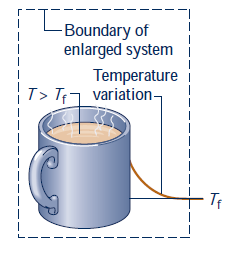 Boundary of
enlarged system
Temperature
variation
T > Tf
Tf